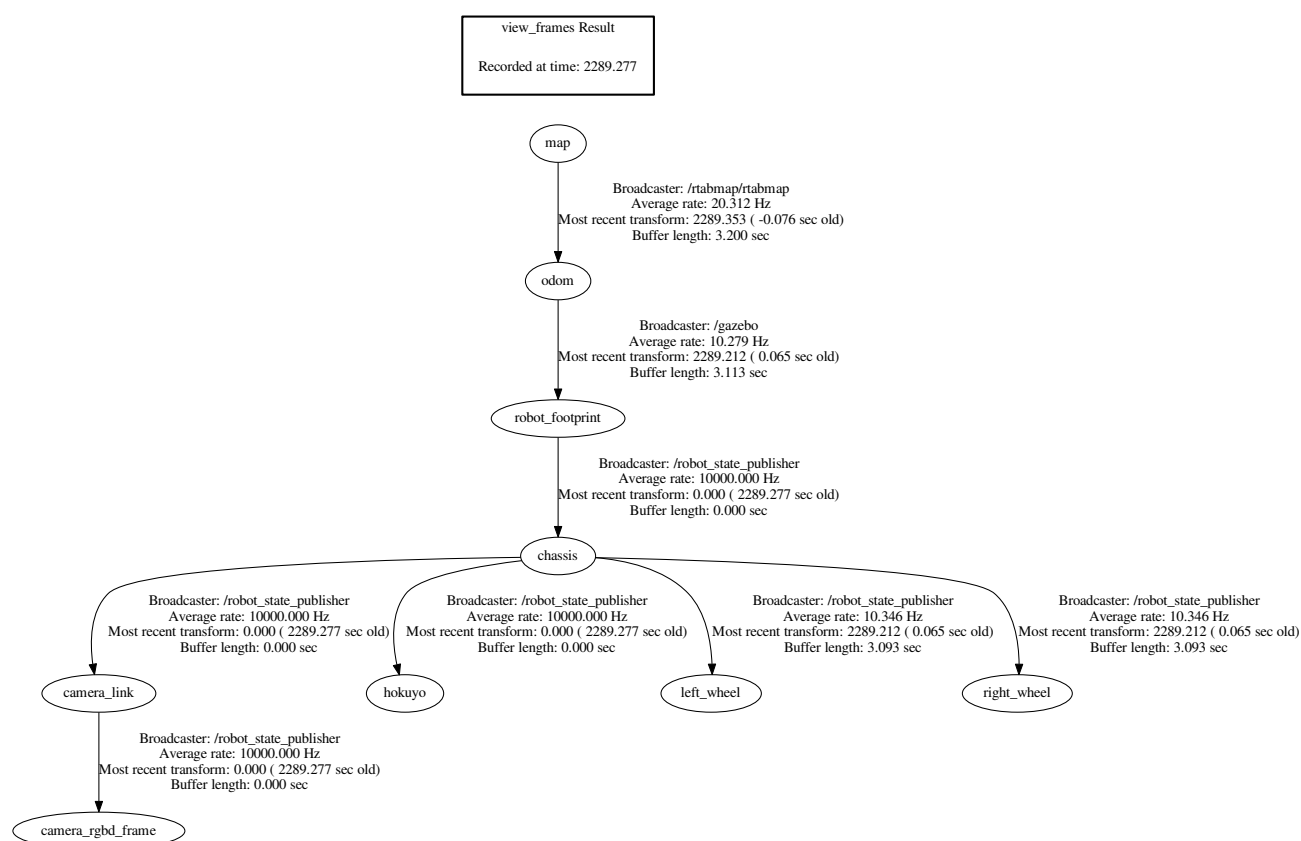 view_frames Result
Recorded at time: 2289.277
map
Broadcaster: /rtabmap/rtabmap
Average rate: 20.312 Hz
Most recent transform: 2289.353 ( -0.076 sec old)
Buffer length: 3.200 sec
odom
Broadcaster: /gazebo
Average rate: 10.279 Hz
Most recent transform: 2289.212 ( 0.065 sec old)
Buffer length: 3.113 sec
robot_footprint
Broadcaster: /robot_state_publisher
Average rate: 10000.000 Hz
Most recent transform: 0.000 ( 2289.277 sec old)
Buffer length: 0.000 sec
chassis
Broadcaster: /robot_state_publisher
Average rate: 10000.000 Hz
Most recent transform: 0.000 ( 2289.277 sec old)
Buffer length: 0.000 sec
Broadcaster: /robot_state_publisher
Average rate: 10000.000 Hz
Most recent transform: 0.000 ( 2289.277 sec old)
Buffer length: 0.000 sec
Broadcaster: /robot_state_publisher
Average rate: 10.346 Hz
Most recent transform: 2289.212 ( 0.065 sec old)
Buffer length: 3.093 sec
Broadcaster: /robot_state_publisher
Average rate: 10.346 Hz
Most recent transform: 2289.212 ( 0.065 sec old)
Buffer length: 3.093 sec
camera_link
hokuyo
left_wheel
right_wheel
Broadcaster: /robot_state_publisher
Average rate: 10000.000 Hz
Most recent transform: 0.000 ( 2289.277 sec old)
Buffer length: 0.000 sec
camera_rgbd_frame